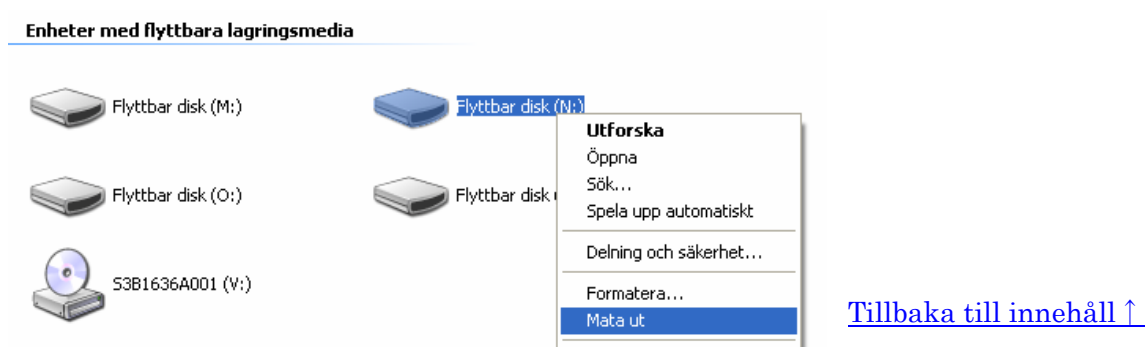 Enheter med flyttbara lagringsmedia
Flyttbar disk (M:)
Flyttbar disk (N:)
Utforska
Öppna
Sök...
Spela upp automatiskt
Delning och säkerhet...
Formatera...
Mata ut
Flyttbar disk (O:)
Flyttbar disk
S3B1636A001 (V:)
Tillbaka till innehåll ↑